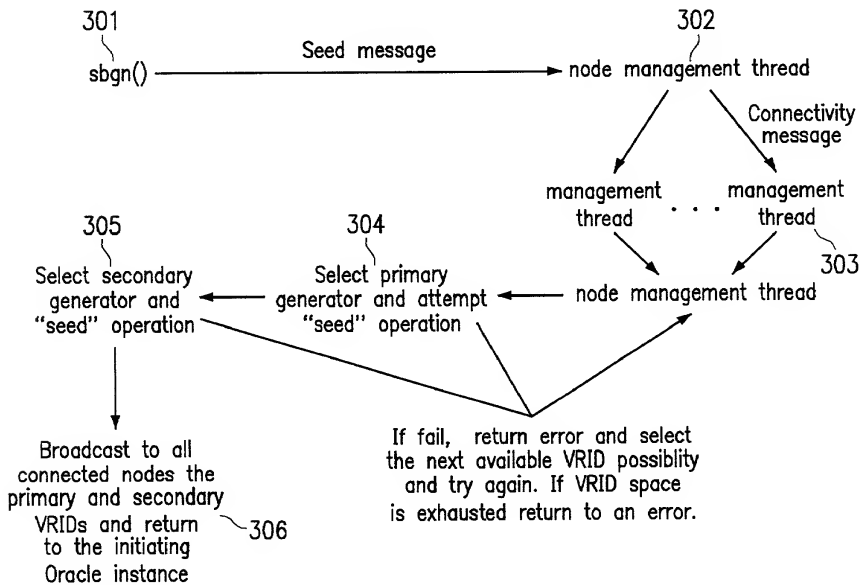 301
sbgn()
Seed message
302
node management thread
Connectivity
message
management
thread
. . .
management
thread
303
305
Select secondary
generator and
"seed" operation
304
Select primary
generator and attempt
"seed" operation
node management thread
If fail, return error and select
the next available VRID possiblity
and try again. If VRID space
is exhausted return to an error.
Broadcast to all
connected nodes the
primary and secondary
VRIDs and return
to the initiating
Oracle instance
306